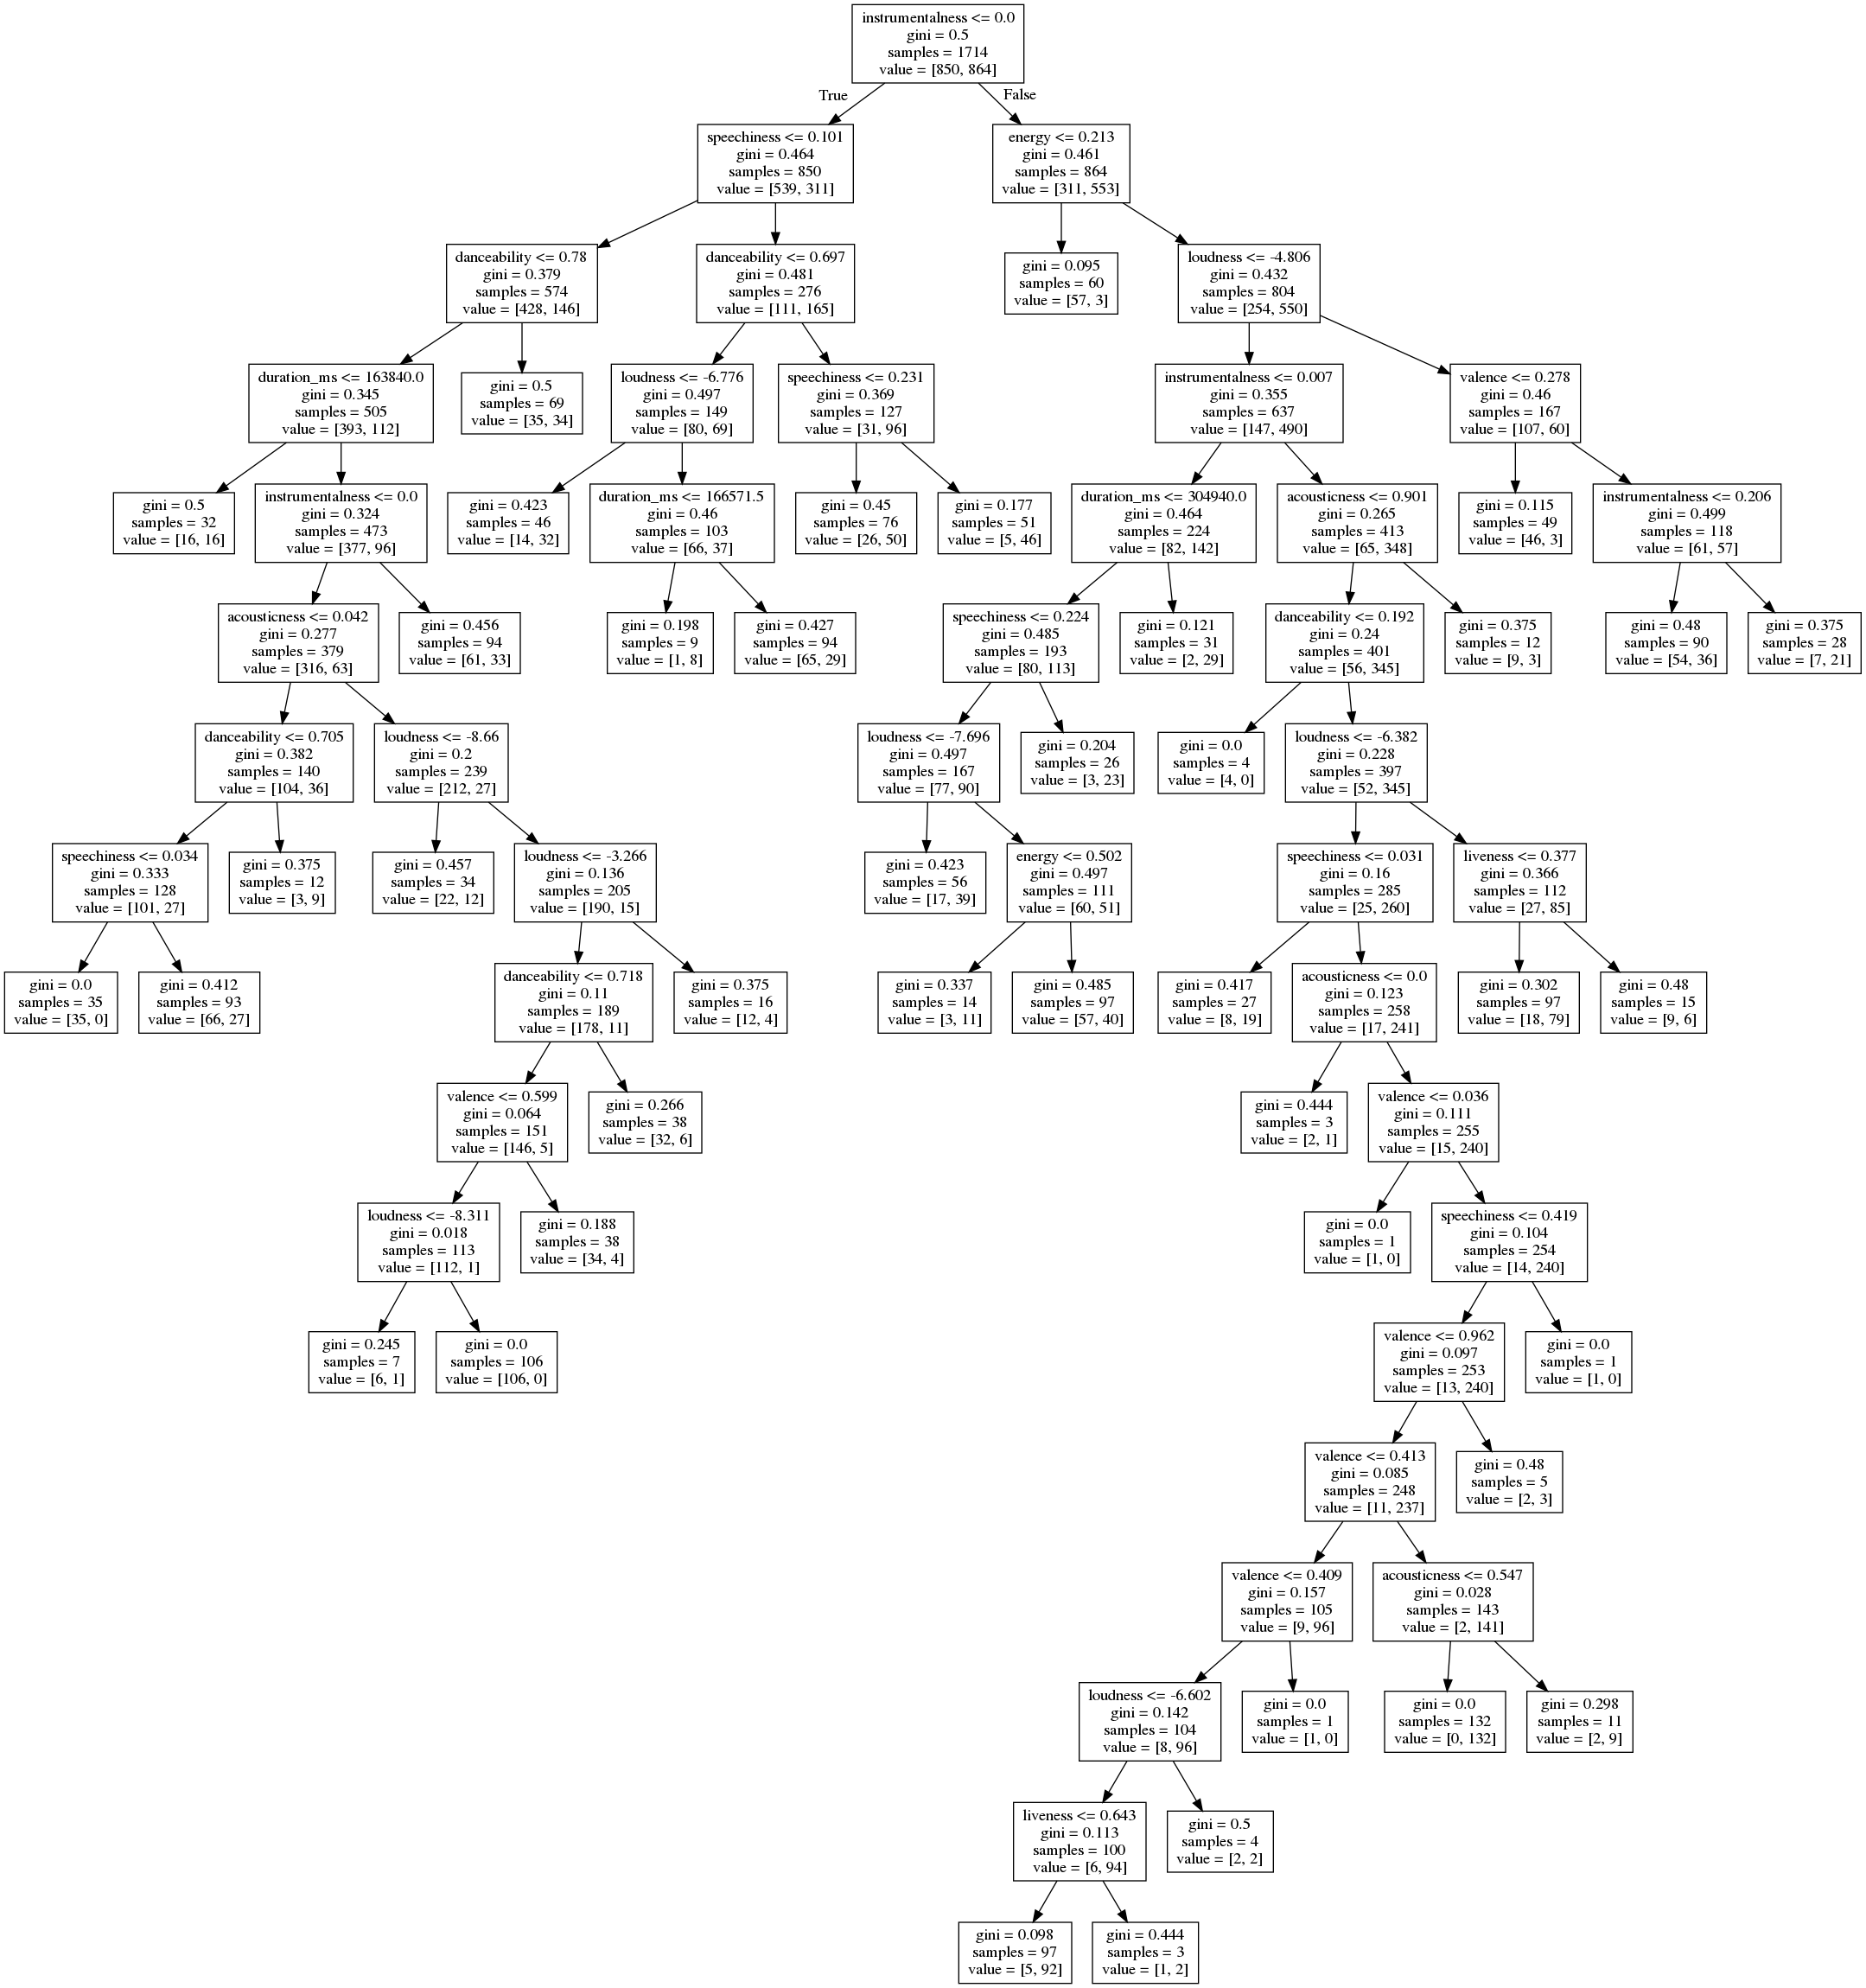 instrumentalness <= 0.0
gini = 0.5
samples = 1714
value = [850, 864]
True
False
speechiness <= 0.101
gini = 0.464
samples = 850
value = [539, 311]
energy <= 0.213
gini = 0.461
samples = 864
value = [311, 553]
danceability <= 0.78
gini = 0.379
samples = 574
value = [428, 146]
danceability <= 0.697
gini = 0.481
samples = 276
value = [111, 165]
gini = 0.095
samples = 60
value = [57, 3]
loudness <= -4.806
gini = 0.432
samples = 804
value = [254, 550]
duration_ms <= 163840.0
gini = 0.345
samples = 505
value = [393, 112]
gini = 0.5
samples = 69
value = [35, 34]
loudness <= -6.776
gini = 0.497
samples = 149
value = [80, 69]
speechiness <= 0.231
gini = 0.369
samples = 127
value = [31, 96]
instrumentalness <= 0.007
gini = 0.355
samples = 637
value = [147, 490]
valence <= 0.278
gini = 0.46
samples = 167
value = [107, 60]
gini = 0.5
samples = 32
value = [16, 16]
instrumentalness <= 0.0
gini = 0.324
samples = 473
value = [377, 96]
gini = 0.423
samples = 46
value = [14, 32]
duration_ms <= 166571.5
gini = 0.46
samples = 103
value = [66, 37]
gini = 0.45
samples = 76
value = [26, 50]
gini = 0.177
samples = 51
value = [5, 46]
duration_ms <= 304940.0
gini = 0.464
samples = 224
value = [82, 142]
acousticness <= 0.901
gini = 0.265
samples = 413
value = [65, 348]
gini = 0.115
samples = 49
value = [46, 3]
instrumentalness <= 0.206
gini = 0.499
samples = 118
value = [61, 57]
acousticness <= 0.042
gini = 0.277
samples = 379
value = [316, 63]
gini = 0.456
samples = 94
value = [61, 33]
gini = 0.198
samples = 9
value = [1, 8]
gini = 0.427
samples = 94
value = [65, 29]
speechiness <= 0.224
gini = 0.485
samples = 193
value = [80, 113]
gini = 0.121
samples = 31
value = [2, 29]
danceability <= 0.192
gini = 0.24
samples = 401
value = [56, 345]
gini = 0.375
samples = 12
value = [9, 3]
gini = 0.48
samples = 90
value = [54, 36]
gini = 0.375
samples = 28
value = [7, 21]
danceability <= 0.705
gini = 0.382
samples = 140
value = [104, 36]
loudness <= -8.66
gini = 0.2
samples = 239
value = [212, 27]
loudness <= -7.696
gini = 0.497
samples = 167
value = [77, 90]
gini = 0.204
samples = 26
value = [3, 23]
gini = 0.0
samples = 4
value = [4, 0]
loudness <= -6.382
gini = 0.228
samples = 397
value = [52, 345]
speechiness <= 0.034
gini = 0.333
samples = 128
value = [101, 27]
gini = 0.375
samples = 12
value = [3, 9]
gini = 0.457
samples = 34
value = [22, 12]
loudness <= -3.266
gini = 0.136
samples = 205
value = [190, 15]
gini = 0.423
samples = 56
value = [17, 39]
energy <= 0.502
gini = 0.497
samples = 111
value = [60, 51]
speechiness <= 0.031
gini = 0.16
samples = 285
value = [25, 260]
liveness <= 0.377
gini = 0.366
samples = 112
value = [27, 85]
gini = 0.0
samples = 35
value = [35, 0]
gini = 0.412
samples = 93
value = [66, 27]
danceability <= 0.718
gini = 0.11
samples = 189
value = [178, 11]
gini = 0.375
samples = 16
value = [12, 4]
gini = 0.337
samples = 14
value = [3, 11]
gini = 0.485
samples = 97
value = [57, 40]
gini = 0.417
samples = 27
value = [8, 19]
acousticness <= 0.0
gini = 0.123
samples = 258
value = [17, 241]
gini = 0.302
samples = 97
value = [18, 79]
gini = 0.48
samples = 15
value = [9, 6]
valence <= 0.599
gini = 0.064
samples = 151
value = [146, 5]
gini = 0.266
samples = 38
value = [32, 6]
gini = 0.444
samples = 3
value = [2, 1]
valence <= 0.036
gini = 0.111
samples = 255
value = [15, 240]
loudness <= -8.311
gini = 0.018
samples = 113
value = [112, 1]
gini = 0.188
samples = 38
value = [34, 4]
gini = 0.0
samples = 1
value = [1, 0]
speechiness <= 0.419
gini = 0.104
samples = 254
value = [14, 240]
gini = 0.245
samples = 7
value = [6, 1]
gini = 0.0
samples = 106
value = [106, 0]
valence <= 0.962
gini = 0.097
samples = 253
value = [13, 240]
gini = 0.0
samples = 1
value = [1, 0]
valence <= 0.413
gini = 0.085
samples = 248
value = [11, 237]
gini = 0.48
samples = 5
value = [2, 3]
valence <= 0.409
gini = 0.157
samples = 105
value = [9, 96]
acousticness <= 0.547
gini = 0.028
samples = 143
value = [2, 141]
loudness <= -6.602
gini = 0.142
samples = 104
value = [8, 96]
gini = 0.0
samples = 1
value = [1, 0]
gini = 0.0
samples = 132
value = [0, 132]
gini = 0.298
samples = 11
value = [2, 9]
liveness <= 0.643
gini = 0.113
samples = 100
value = [6, 94]
gini = 0.5
samples = 4
value = [2, 2]
gini = 0.098
samples = 97
value = [5, 92]
gini = 0.444
samples = 3
value = [1, 2]